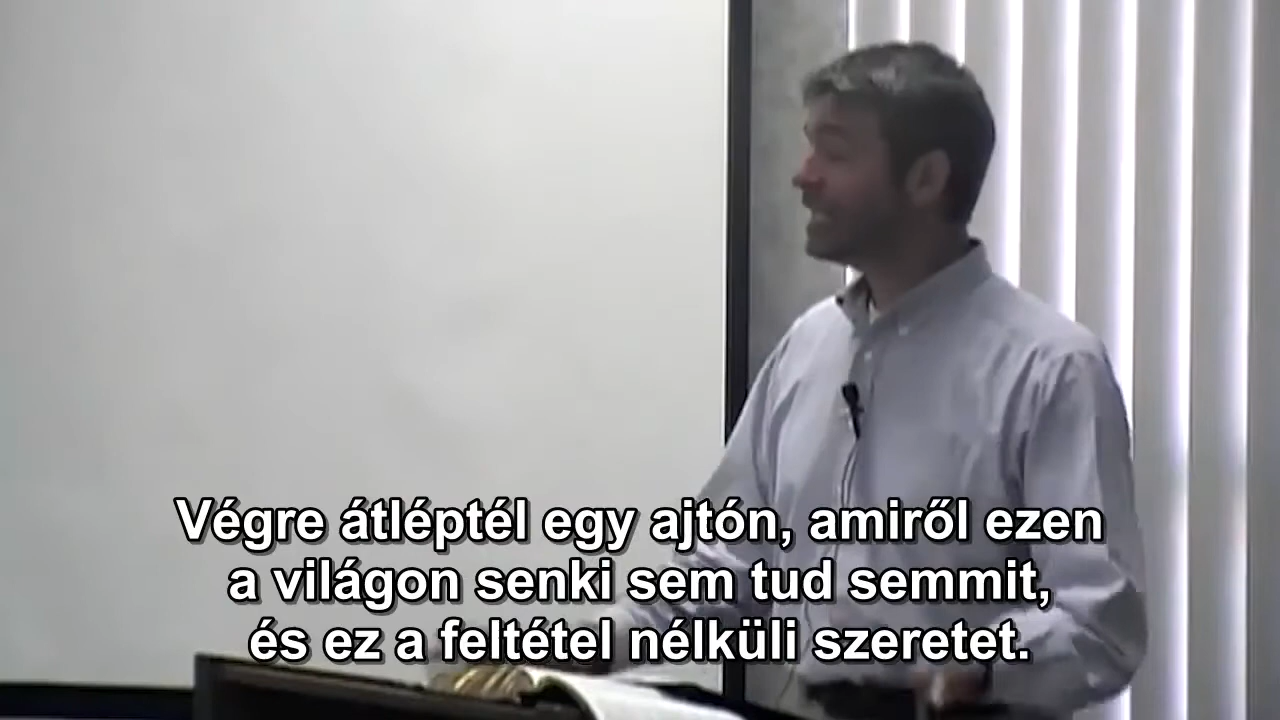 Végre átléptél egy ajtón, amiről ezen
a világon senki sem tud semmit,
és ez a feltétel nélküli szeretet.